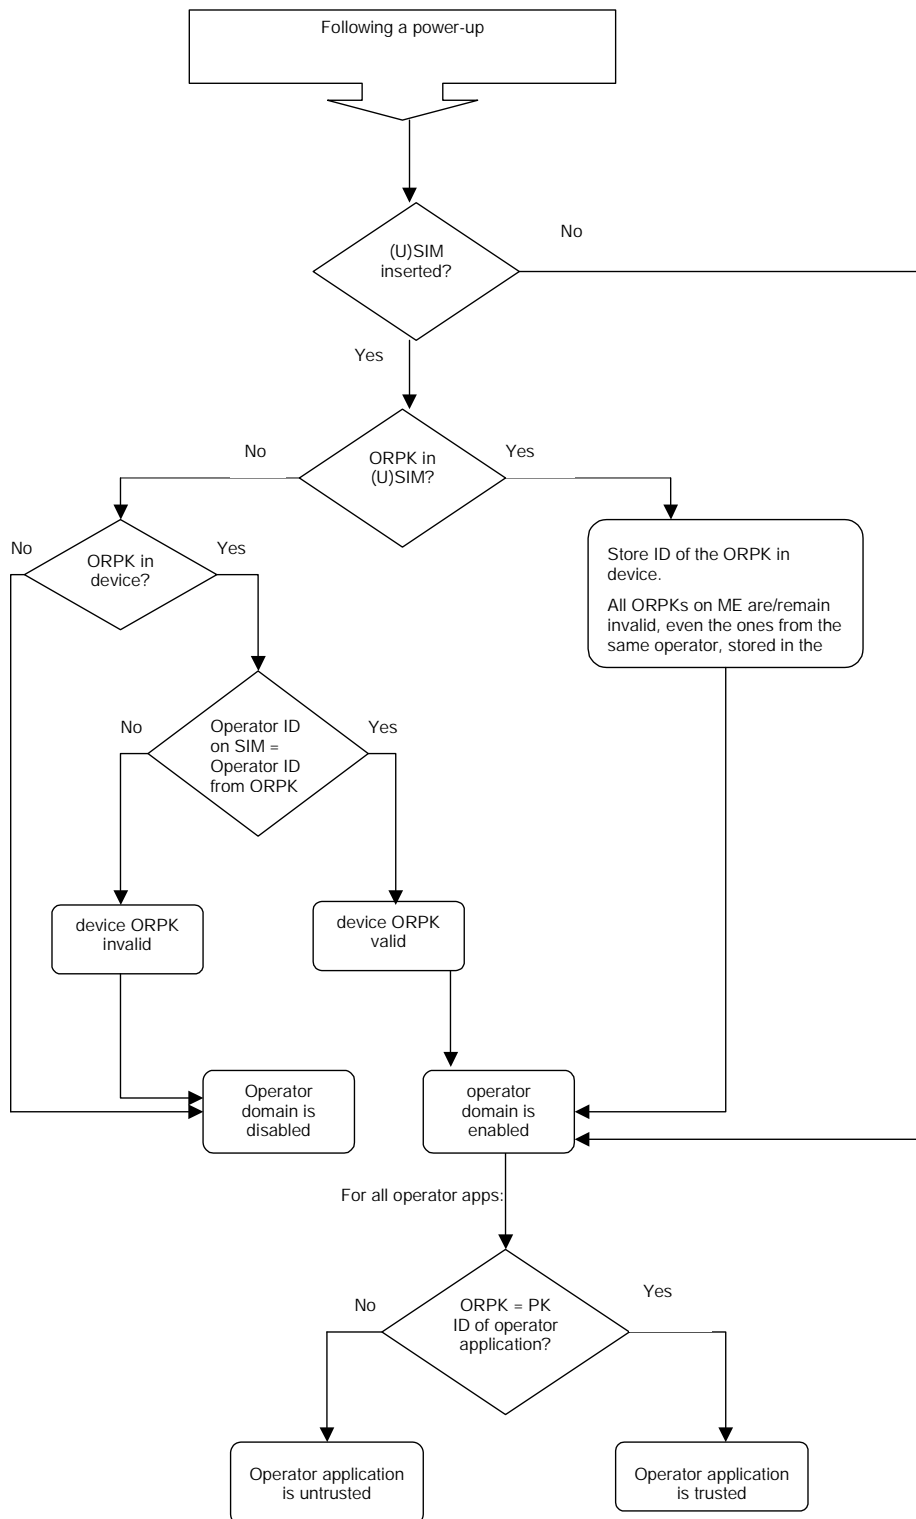 Following a power-up
(U)SIM
inserted?
No
Yes
ORPK in
(U)SIM?
No
Yes
ORPK in
device?
No
Yes
Store ID of the ORPK in
device.
All ORPKs on ME are/remain
invalid, even the ones from the
same operator, stored in the
Operator ID
on SIM =
Operator ID
from ORPK
No
Yes
device ORPK
invalid
device ORPK
valid
Operator
domain is
disabled
operator
domain is
enabled
For all operator apps:
ORPK = PK
ID of operator
application?
No
Yes
Operator application
is untrusted
Operator application
is trusted